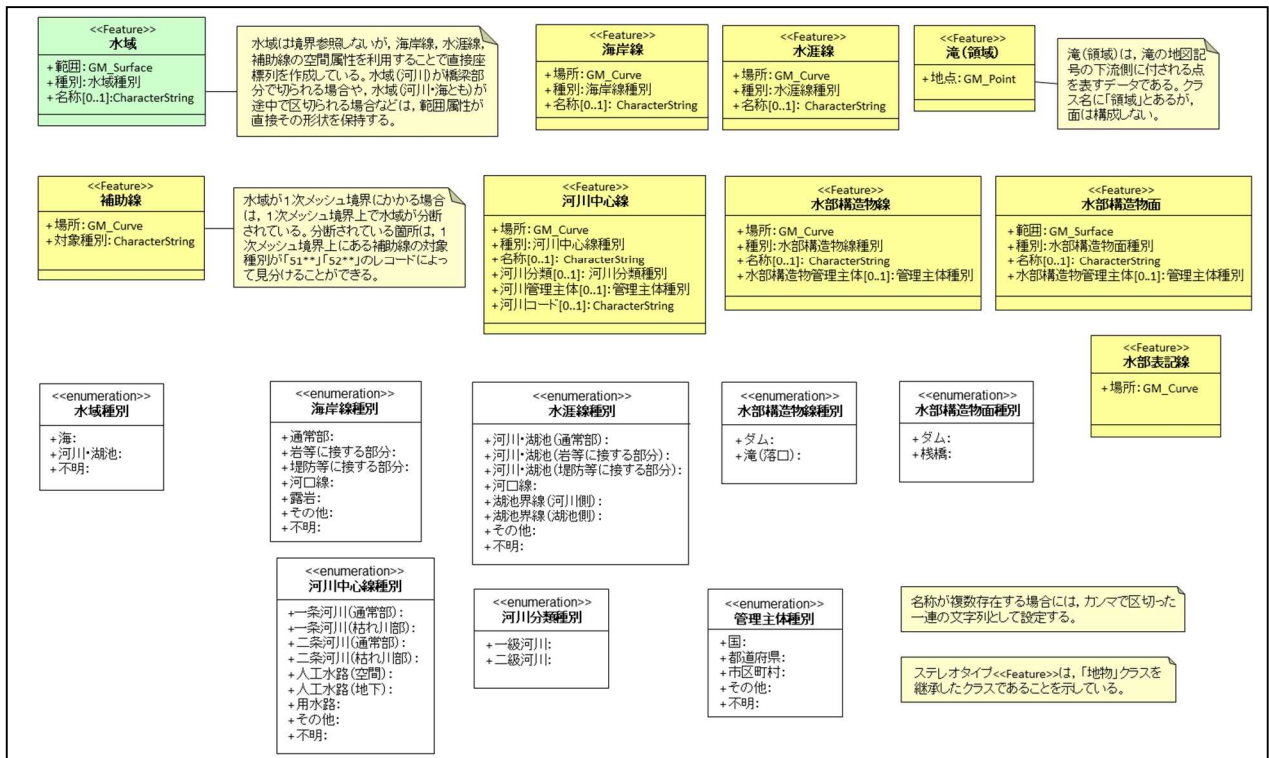 <<Feature>>
水域
+範囲:GM_Surface
+種別:水域種別
+名称[0..1]:CharacterString
水域は境界参照しないが，海岸線，水涯線，
補助線の空間属性を利用することで直接座
標列を作成している。水域(河川)が橋梁部
分で切られる場合や，水域(河川・海とも)が
途中で区切られる場合などは，範囲属性が
直接その形状を保持する。
<<Feature>>
海岸線
+場所:GM_Curve
+種別:海岸線種別
+名称[0..1]: CharacterString
<<Feature>>
水涯線
+場所:GM_Curve
+種別:水涯線種別
+名称[0..1]: CharacterString
<<Feature>>
滝(領域)
+地点:GM_Point
滝(領域)は，滝の地図記
号の下流側に付される点
を表すデータである。クラ
ス名に「領域」とあるが，
面は構成しない。
<<Feature>>
補助線
+場所:GM_Curve
+対象種別:CharacterString
水域が1次メッシュ境界にかかる場合
は，1次メッシュ境界上で水域が分断
されている。分断されている箇所は，1
次メッシュ境界上にある補助線の対象
種別が「51**」「52**」のレコードによっ
て見分けることができる。
<<Feature>>
河川中心線
+場所:GM_Curve
+種別:河川中心線種別
+名称[0..1]:CharacterString
+河川分類[0..1]: 河川分類種別
+河川管理主体[0..1]:管理主体種別
+河川コード[0..1]: CharacterString
<<Feature>>
水部構造物線
+場所:GM_Curve
+種別:水部構造物線種別
+名称[0..1]: CharacterString
+水部構造物管理主体[0..1]:管理主体種別
<<Feature>>
水部構造物面
+範囲:GM_Surface
+種別:水部構造物面種別
+名称[0..1]: CharacterString
+水部構造物管理主体[0..1]:管理主体種別
<<Feature>>
水部表記線
+場所:GM_Curve
<<enumeration>>
水域種別
+海:
+河川・湖池:
+不明:
<<enumeration>>
海岸線種別
+通常部:
+岩等に接する部分:
+堤防等に接する部分:
+河口線:
+露岩:
+その他:
+不明:
<<enumeration>>
水涯線種別
+河川・湖池(通常部):
+河川・湖池(岩等に接する部分):
+河川・湖池(堤防等に接する部分):
+河口線:
+湖池界線(河川側):
+湖池界線(湖池側):
+その他:
+不明:
<<enumeration>>
水部構造物線種別
+ダム:
+滝(落口):
<<enumeration>>
水部構造物面種別
+ダム:
+桟橋:
<<enumeration>>
河川中心線種別
+一条河川(通常部):
+一条河川(枯れ川部):
+二条河川(通常部):
+二条河川(枯れ川部):
+人工水路(空間):
+人工水路(地下):
+用水路:
+その他:
+不明:
<<enumeration>>
河川分類種別
+一級河川:
+二級河川:
<<enumeration>>
管理主体種別
+国:
+都道府県:
+市区町村:
+その他:
+不明:
名称が複数存在する場合には，カンマで区切った
一連の文字列として設定する。
ステレオタイプ<<Feature>>は，「地物」クラスを
継承したクラスであることを示している。